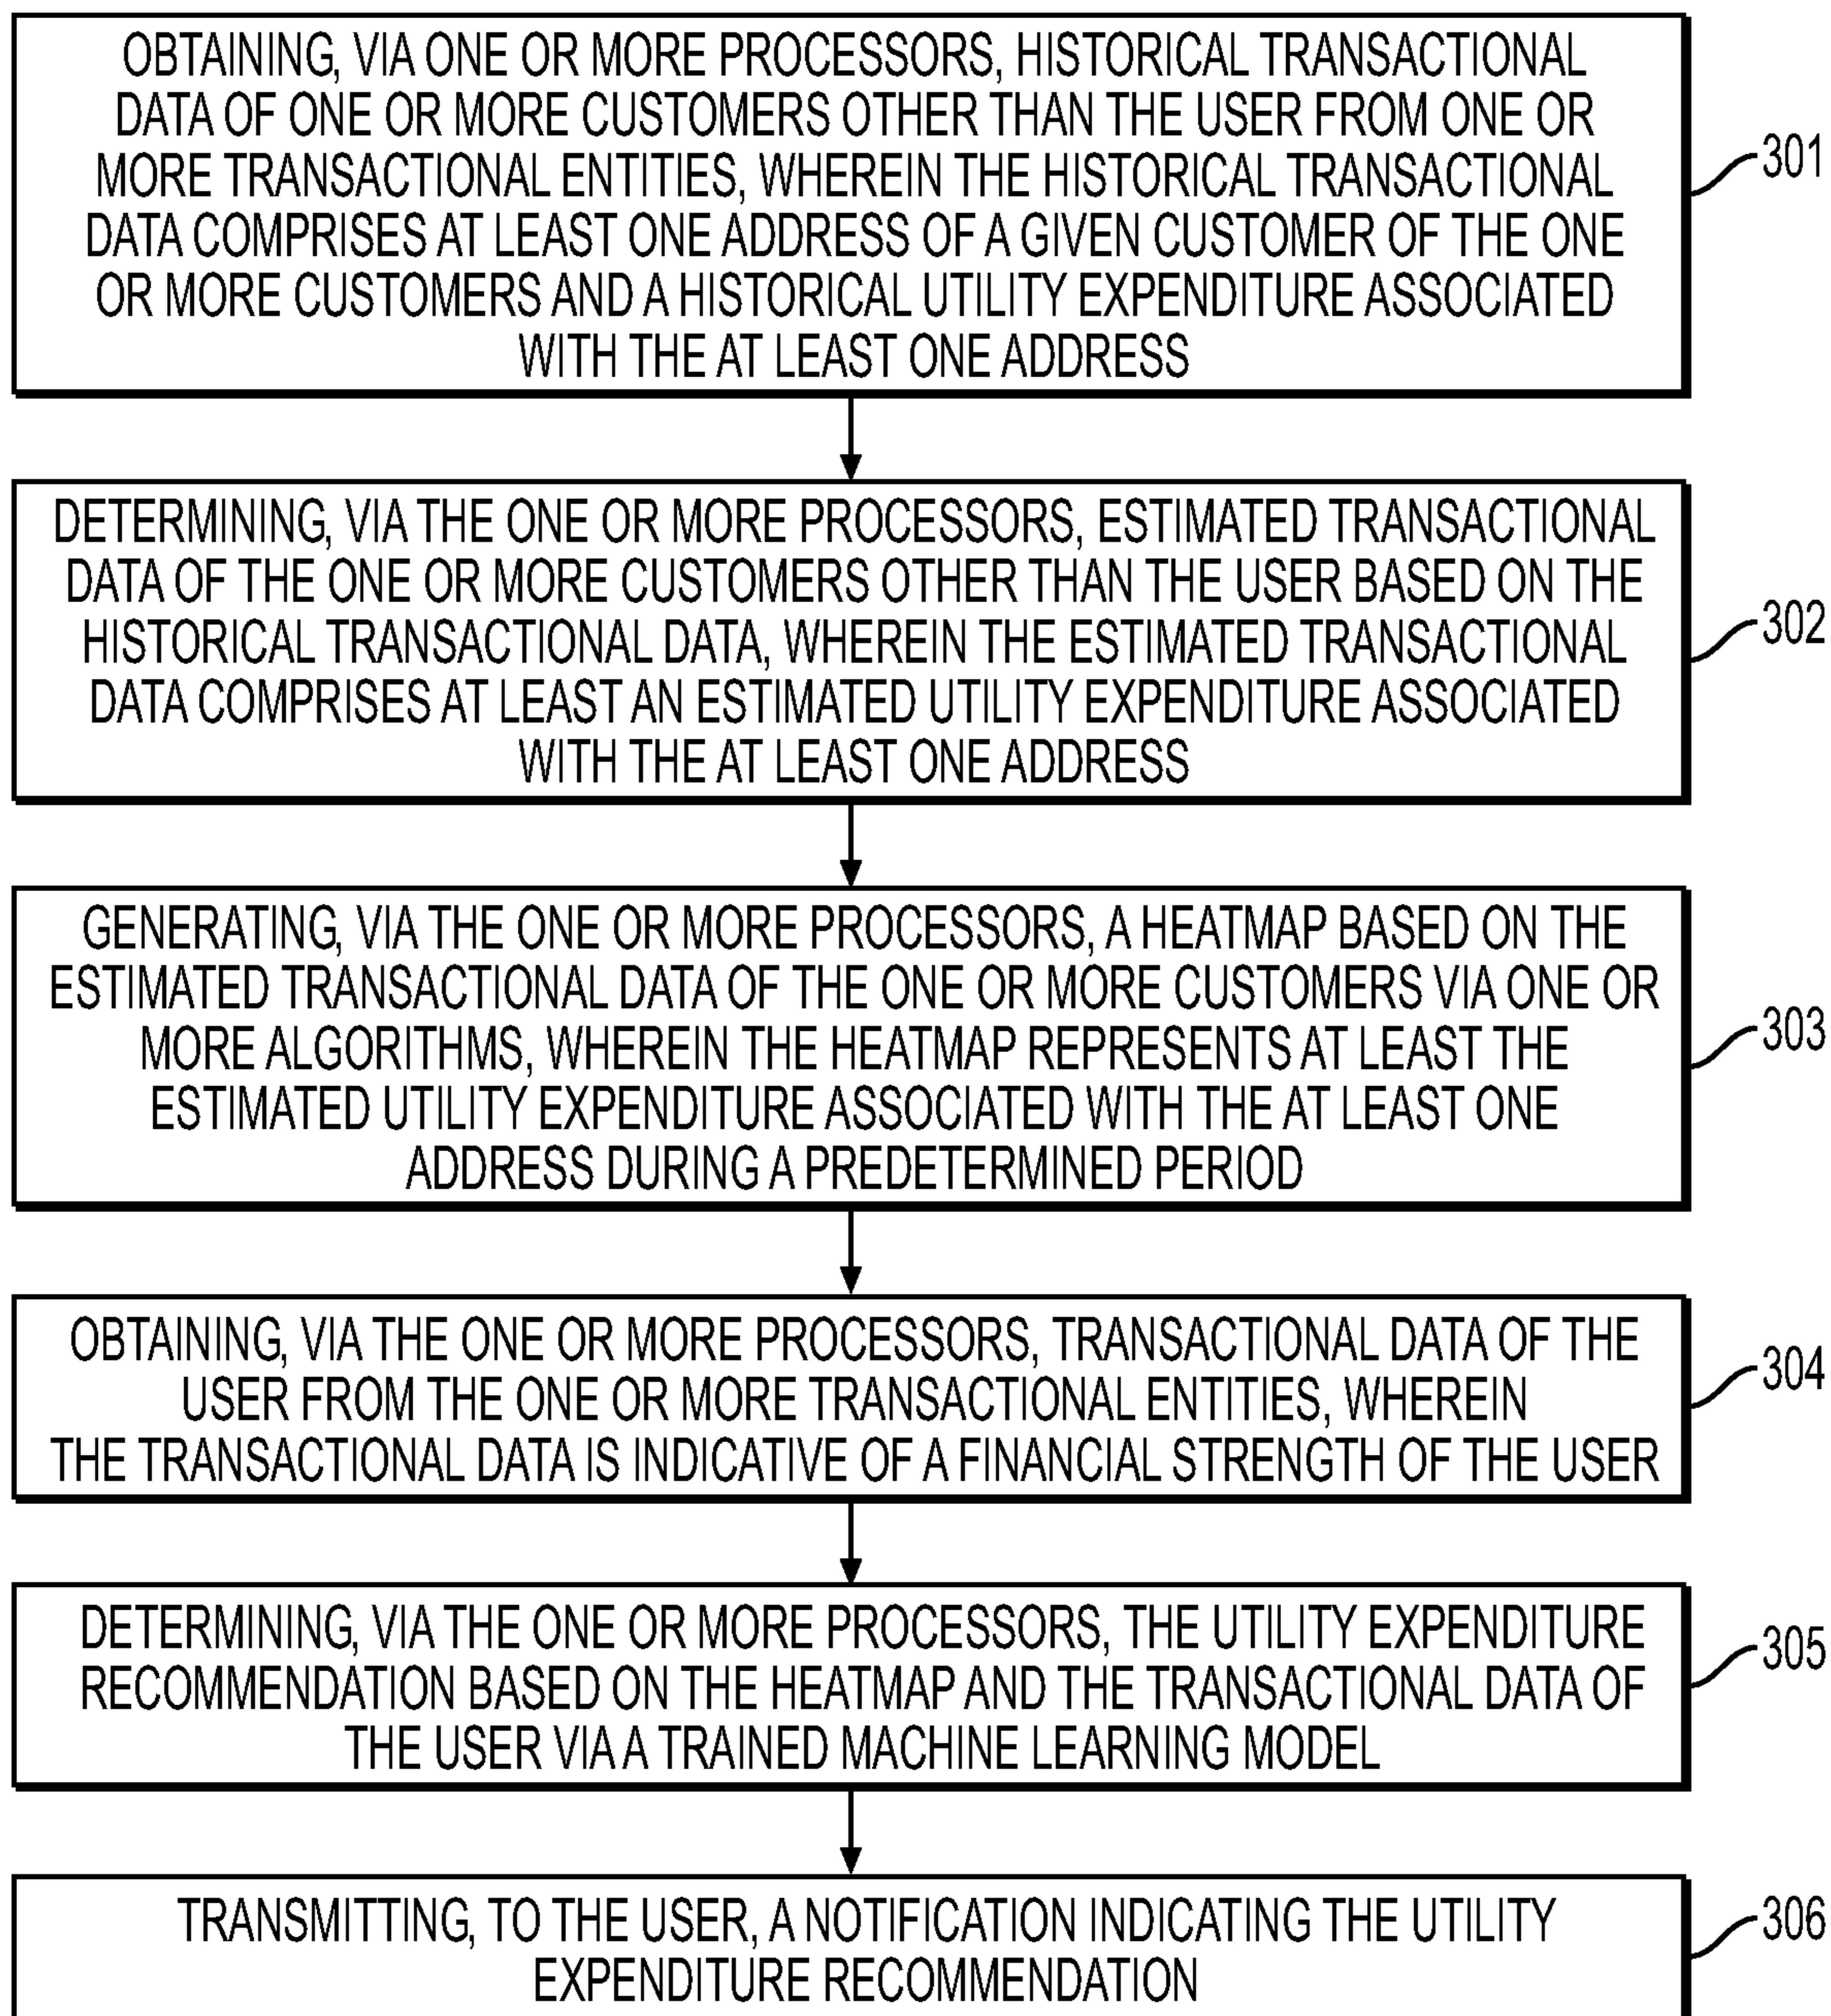 OBTAINING, VIA ONE OR MORE PROCESSORS, HISTORICAL TRANSACTIONAL
DATA OF ONE OR MORE CUSTOMERS OTHER THAN THE USER FROM ONE OR
MORE TRANSACTIONAL ENTITIES, WHEREIN THE HISTORICAL TRANSACTIONAL
DATA COMPRISES AT LEAST ONE ADDRESS OF A GIVEN CUSTOMER OF THE ONE
OR MORE CUSTOMERS AND A HISTORICAL UTILITY EXPENDITURE ASSOCIATED
WITH THE AT LEAST ONE ADDRESS
301
DETERMINING, VIA THE ONE OR MORE PROCESSORS, ESTIMATED TRANSACTIONAL
DATA OF THE ONE OR MORE CUSTOMERS OTHER THAN THE USER BASED ON THE
HISTORICAL TRANSACTIONAL DATA, WHEREIN THE ESTIMATED TRANSACTIONAL
DATA COMPRISES AT LEAST AN ESTIMATED UTILITY EXPENDITURE ASSOCIATED
WITH THE AT LEAST ONE ADDRESS
302
GENERATING, VIA THE ONE OR MORE PROCESSORS, A HEATMAP BASED ON THE
ESTIMATED TRANSACTIONAL DATA OF THE ONE OR MORE CUSTOMERS VIA ONE OR
MORE ALGORITHMS, WHEREIN THE HEATMAP REPRESENTS AT LEAST THE
ESTIMATED UTILITY EXPENDITURE ASSOCIATED WITH THE AT LEAST ONE
ADDRESS DURING A PREDETERMINED PERIOD
303
OBTAINING, VIA THE ONE OR MORE PROCESSORS, TRANSACTIONAL DATA OF THE
USER FROM THE ONE OR MORE TRANSACTIONAL ENTITIES, WHEREIN
THE TRANSACTIONAL DATA IS INDICATIVE OF A FINANCIAL STRENGTH OF THE USER
304
DETERMINING, VIA THE ONE OR MORE PROCESSORS, THE UTILITY EXPENDITURE
RECOMMENDATION BASED ON THE HEATMAP AND THE TRANSACTIONAL DATA OF
THE USER VIA A TRAINED MACHINE LEARNING MODEL
305
TRANSMITTING, TO THE USER, A NOTIFICATION INDICATING THE UTILITY
EXPENDITURE RECOMMENDATION
306